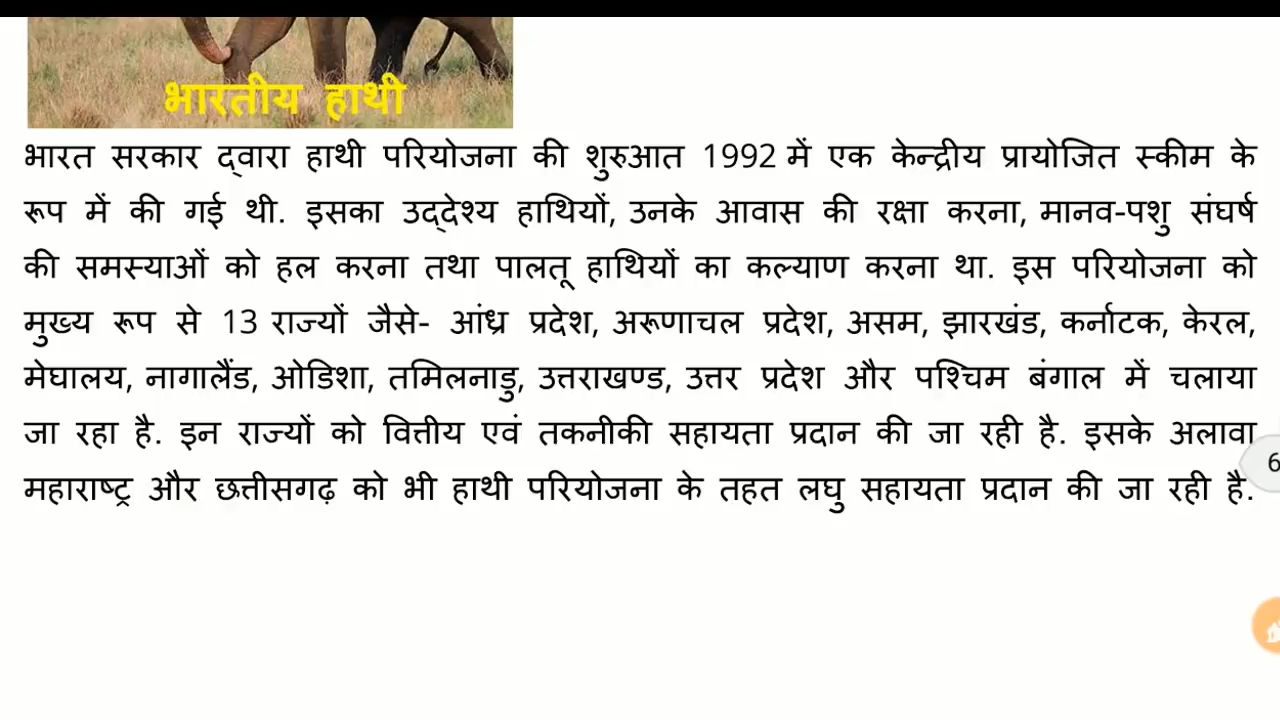 भारतीय हाथी
भारत सरकार द्वारा हाथी परियोजना की शुरुआत 1992 में एक केन्द्रीय प्रायोजित स्कीम के
रूप में की गई थी. इसका उद्देश्य हाथियों, उनके आवास की रक्षा करना, मानव-पशु संघर्ष
की समस्याओं को हल करना तथा पालतू हाथियों का कल्याण करना था. इस परियोजना को
मुख्य रूप से 13 राज्यों जैसे- आंध्र प्रदेश, अरूणाचल प्रदेश, असम, झारखंड, कर्नाटक, केरल,
मेघालय, नागालैंड, ओडिशा, तमिलनाडु, उत्तराखण्ड, उत्तर प्रदेश और पश्चिम बंगाल में चलाया
जा रहा है. इन राज्यों को वित्तीय एवं तकनीकी सहायता प्रदान की जा रही है. इसके अलावा
6
महाराष्ट्र और छत्तीसगढ़ को भी हाथी परियोजना के तहत लघु सहायता प्रदान की जा रही है.